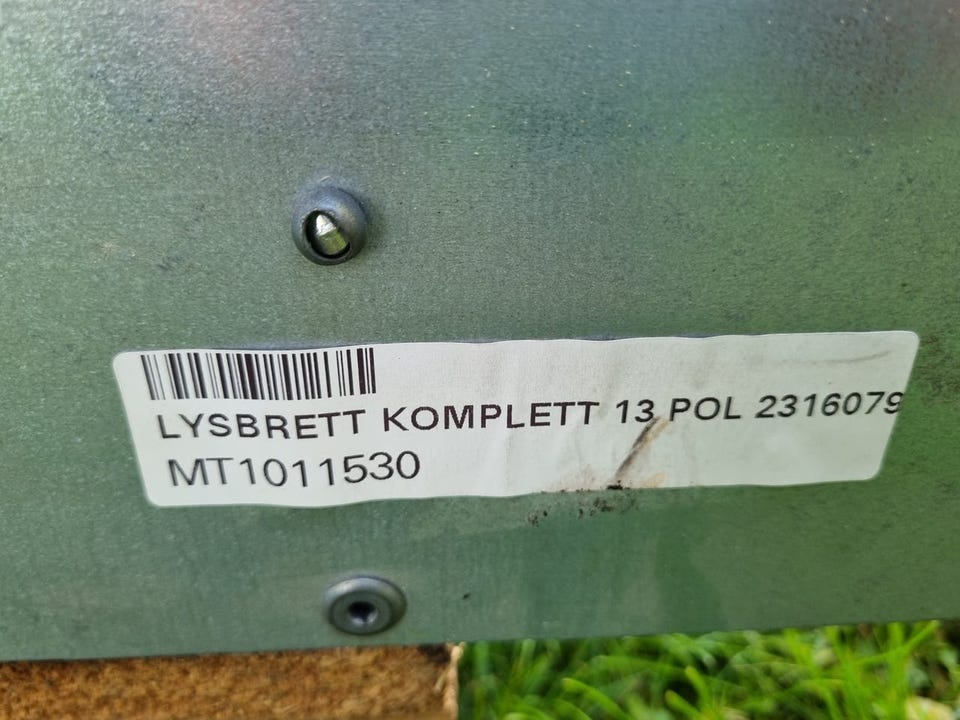 LYSBRETT KOMPLETT 13 POL 2316079
MT1011530